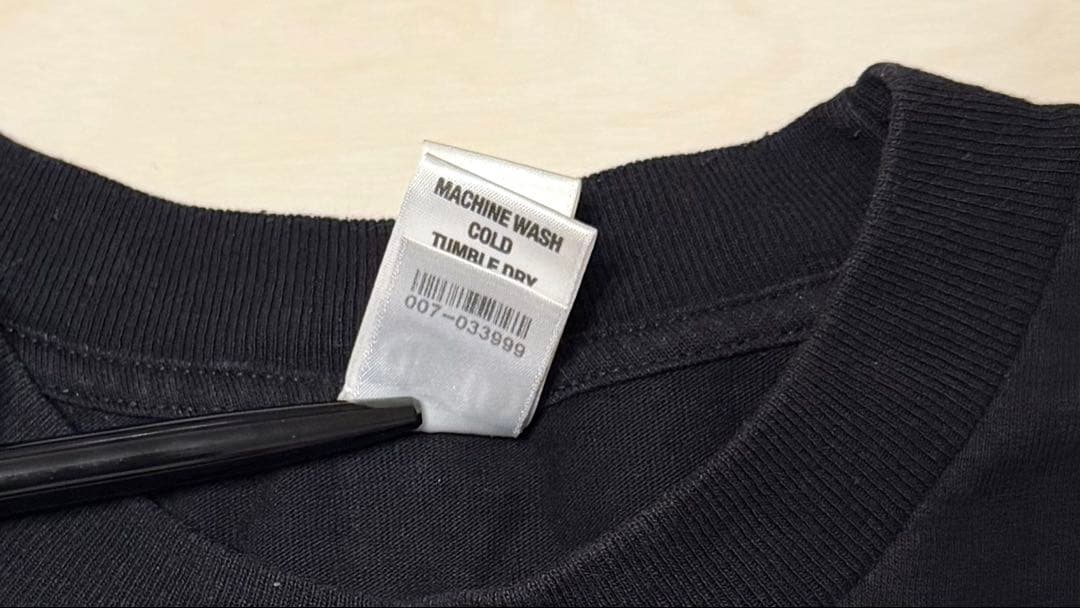 MACHINE WASH
COLD
TUMBLE DRY
007-033999